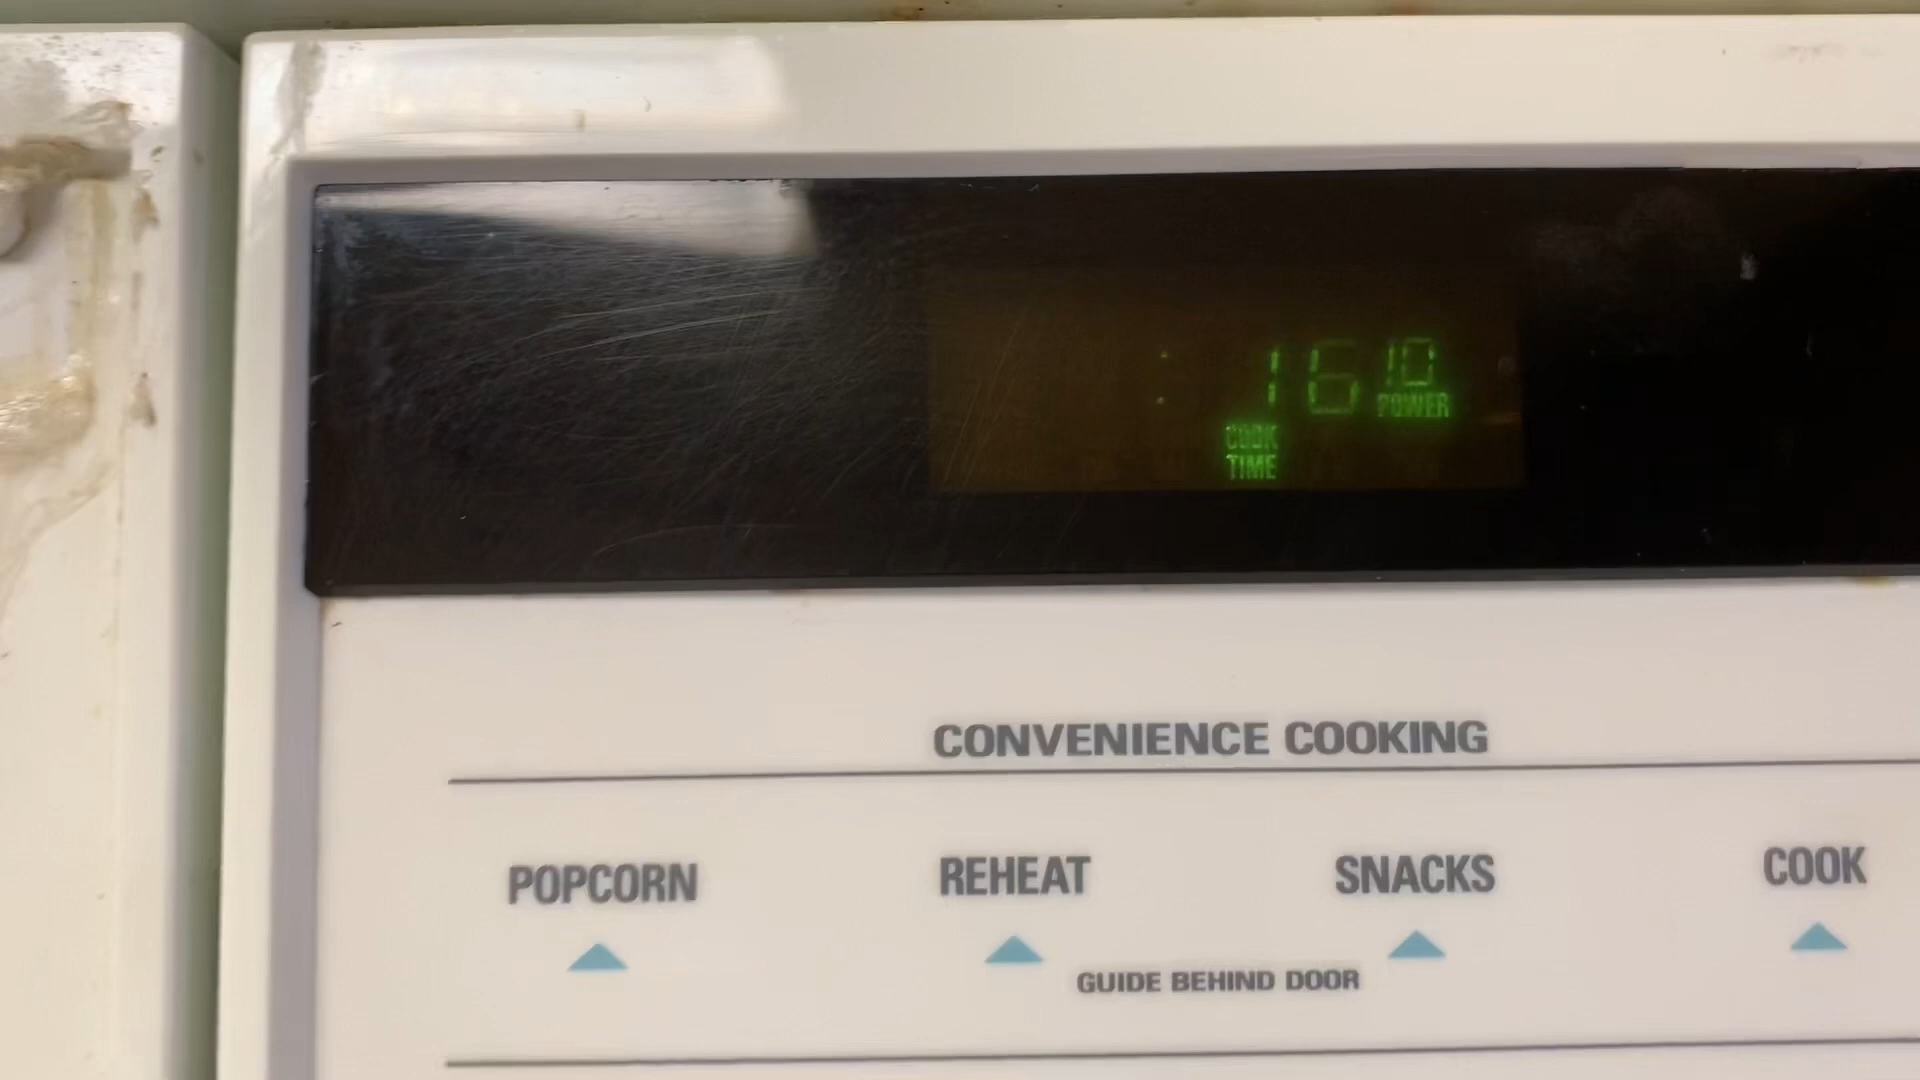 :16 10
POWER
COOK
TIME
CONVENIENCE COOKING
POPCORN REHEAT SNACKS COOK
GUIDE BEHIND DOOR